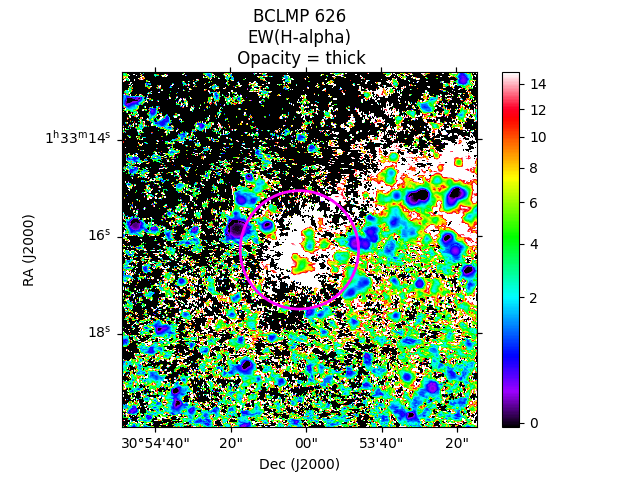 BCLMP 626
EW(H-alpha)
Opacity = thick
14
12
10
8
6
4
2
0
1ʰ33ᵐ14ˢ
16ˢ
18ˢ
RA (J2000)
30°54'40" 20" 00" 53'40" 20"
Dec (J2000)